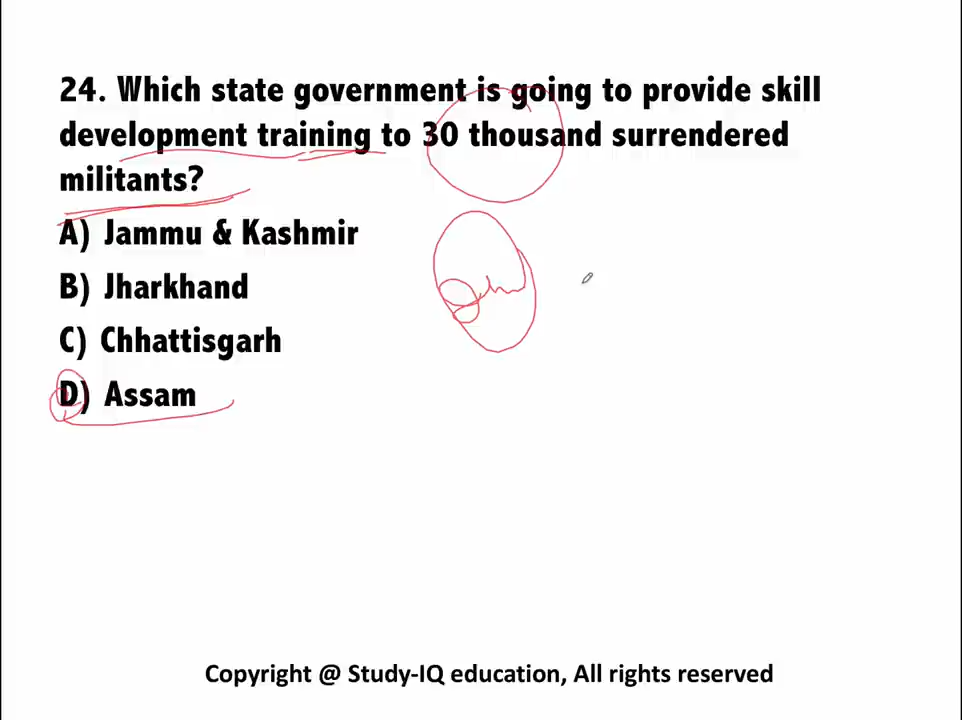 24. Which state government is going to provide skill
development training to 30 thousand surrendered
militants?
A) Jammu & Kashmir
B) Jharkhand
C) Chhattisgarh
D) Assam
Copyright @ Study-IQ education, All rights reserved